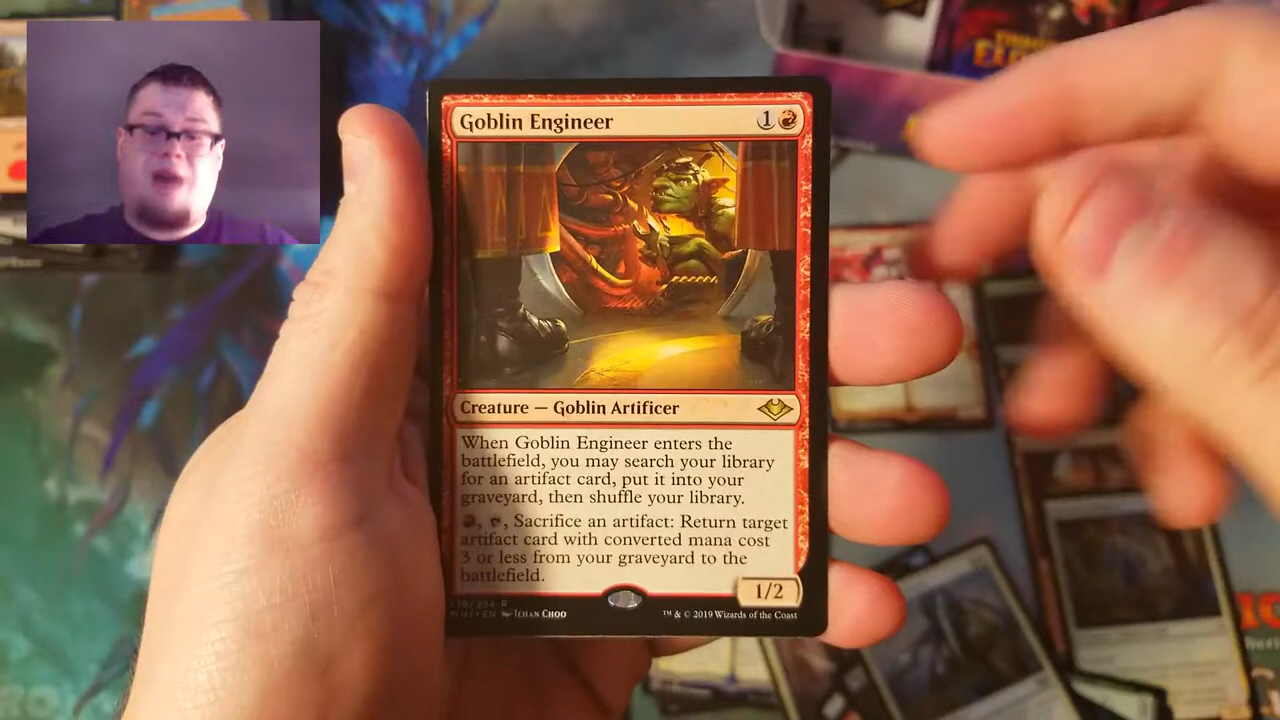 Goblin Engineer 1
Creature — Goblin Artificer
When Goblin Engineer enters the
battlefield, you may search your library
for an artifact card, put it into your
graveyard, then shuffle your library.
, , Sacrifice an artifact: Return target
artifact card with converted mana cost
3 or less from your graveyard to the
battlefield.
1/2
EN Ichan Choo
™ & © 2019 Wizards of the Coast